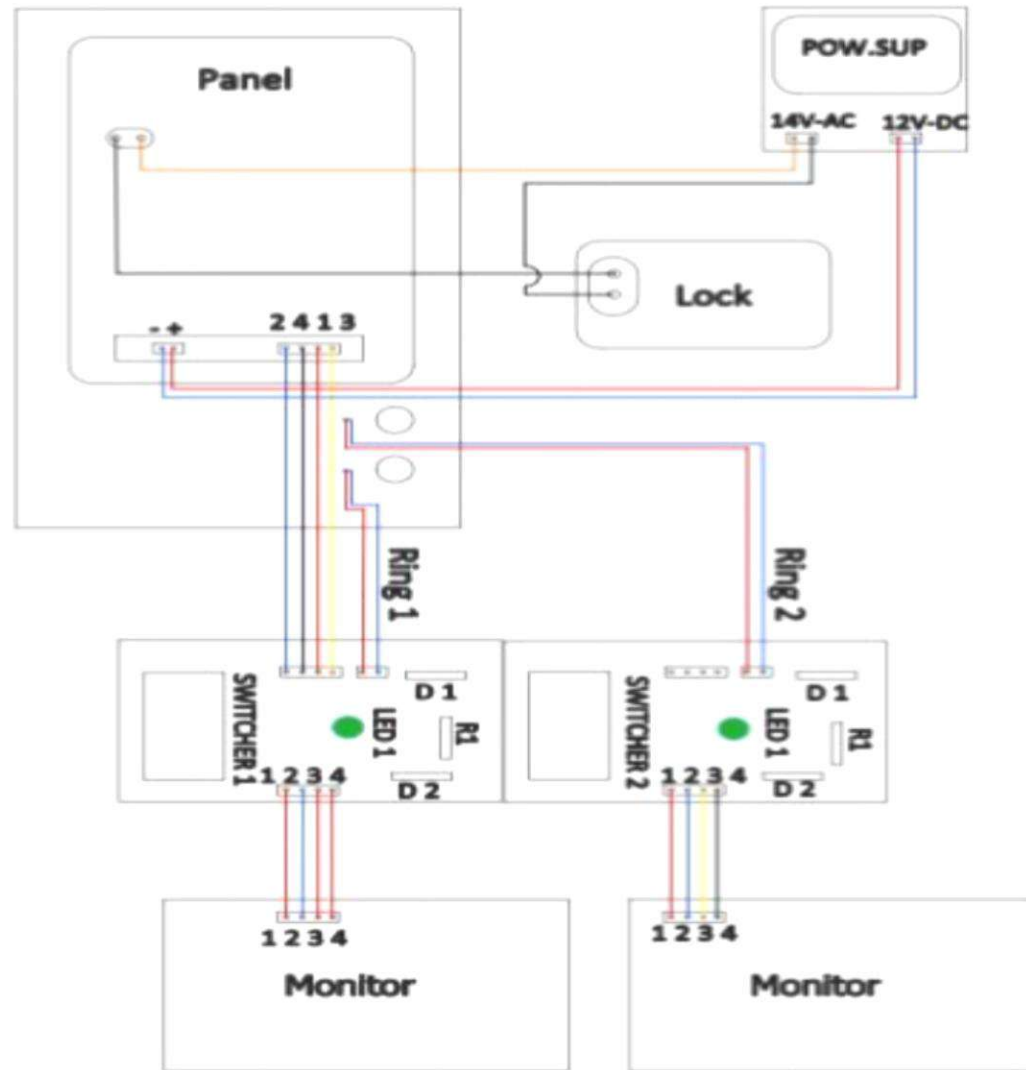 POW.SUP
Panel
14V-AC 12V-DC
Lock
- + 2 4 1 3
Ring 1
Ring 2
SWITCHER 1
LED 1
D 1
R1
D 2
1 2 3 4
SWITCHER 2
LED 1
D 1
R1
D 2
1 2 3 4
1 2 3 4
Monitor
1 2 3 4
Monitor